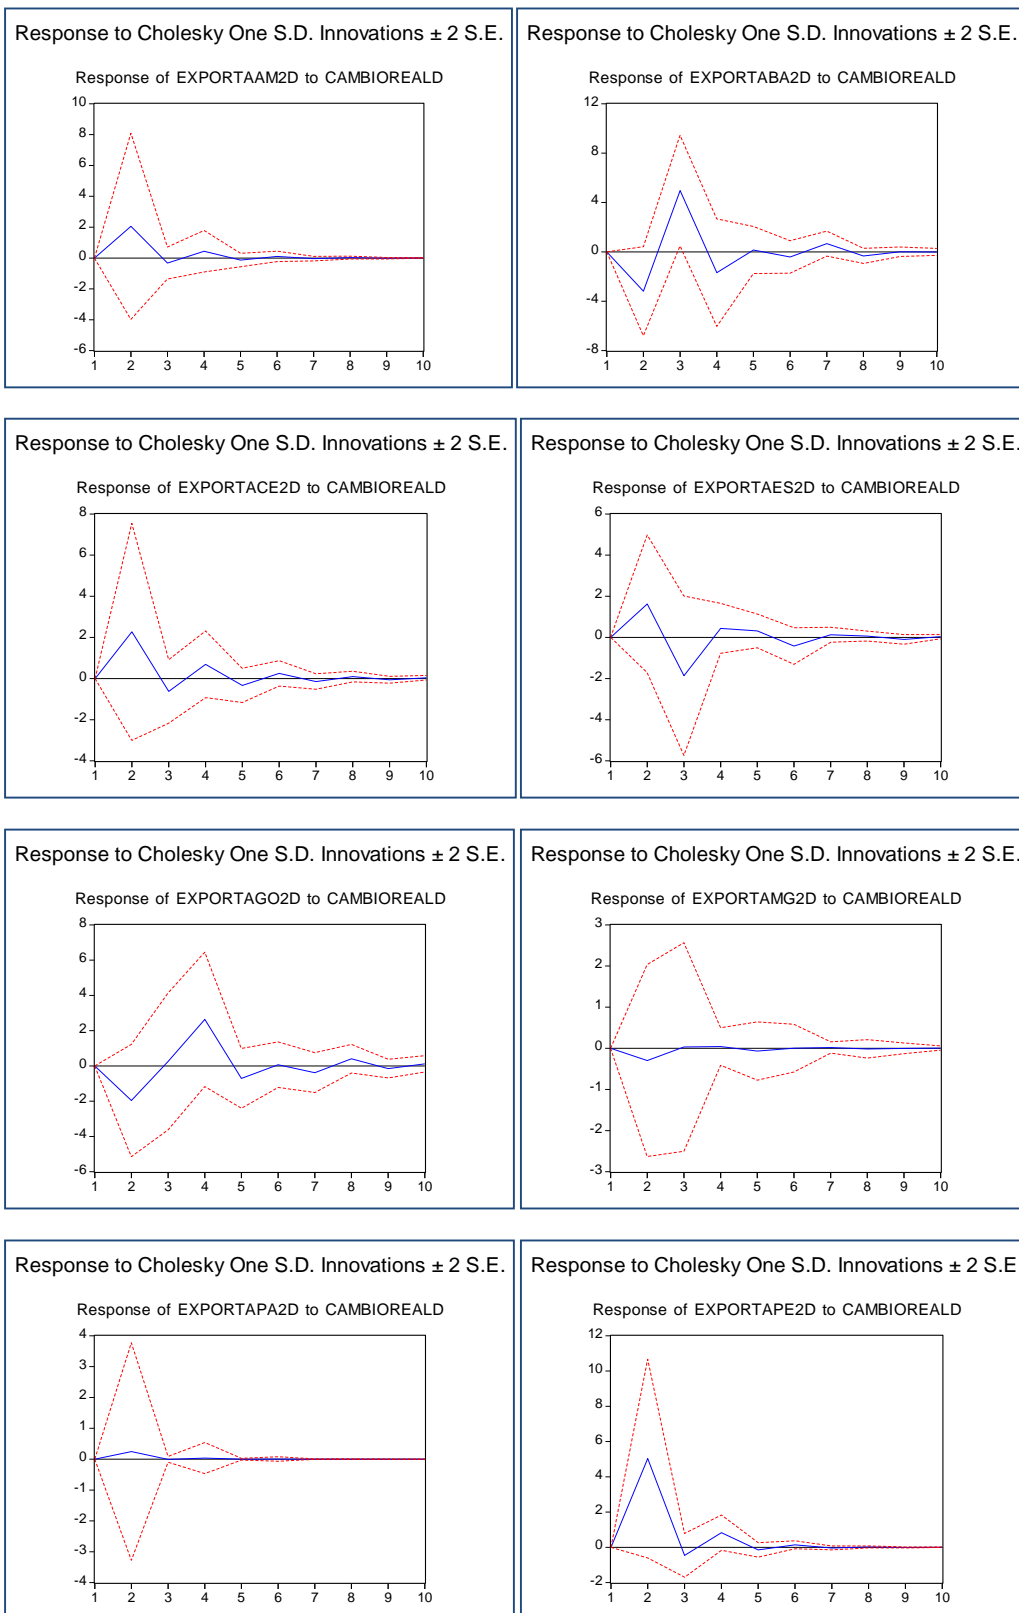 Response to Cholesky One S.D. Innovations ± 2 S.E.
Response of EXPORTAAM2D to CAMBIOREALD
10
8
6
4
2
0
-2
-4
-6
1 2 3 4 5 6 7 8 9 10
Response to Cholesky One S.D. Innovations ± 2 S.E.
Response of EXPORTABA2D to CAMBIOREALD
12
8
4
0
-4
-8
1 2 3 4 5 6 7 8 9 10
Response to Cholesky One S.D. Innovations ± 2 S.E.
Response of EXPORTACE2D to CAMBIOREALD
8
6
4
2
0
-2
-4
1 2 3 4 5 6 7 8 9 10
Response to Cholesky One S.D. Innovations ± 2 S.E.
Response of EXPORTAES2D to CAMBIOREALD
6
4
2
0
-2
-4
-6
1 2 3 4 5 6 7 8 9 10
Response to Cholesky One S.D. Innovations ± 2 S.E.
Response of EXPORTAGO2D to CAMBIOREALD
8
6
4
2
0
-2
-4
-6
1 2 3 4 5 6 7 8 9 10
Response to Cholesky One S.D. Innovations ± 2 S.E.
Response of EXPORTAMG2D to CAMBIOREALD
3
2
1
0
-1
-2
-3
1 2 3 4 5 6 7 8 9 10
Response to Cholesky One S.D. Innovations ± 2 S.E.
Response of EXPORTAPA2D to CAMBIOREALD
4
3
2
1
0
-1
-2
-3
-4
1 2 3 4 5 6 7 8 9 10
Response to Cholesky One S.D. Innovations ± 2 S.E
Response of EXPORTAPE2D to CAMBIOREALD
12
10
8
6
4
2
0
-2
1 2 3 4 5 6 7 8 9 10